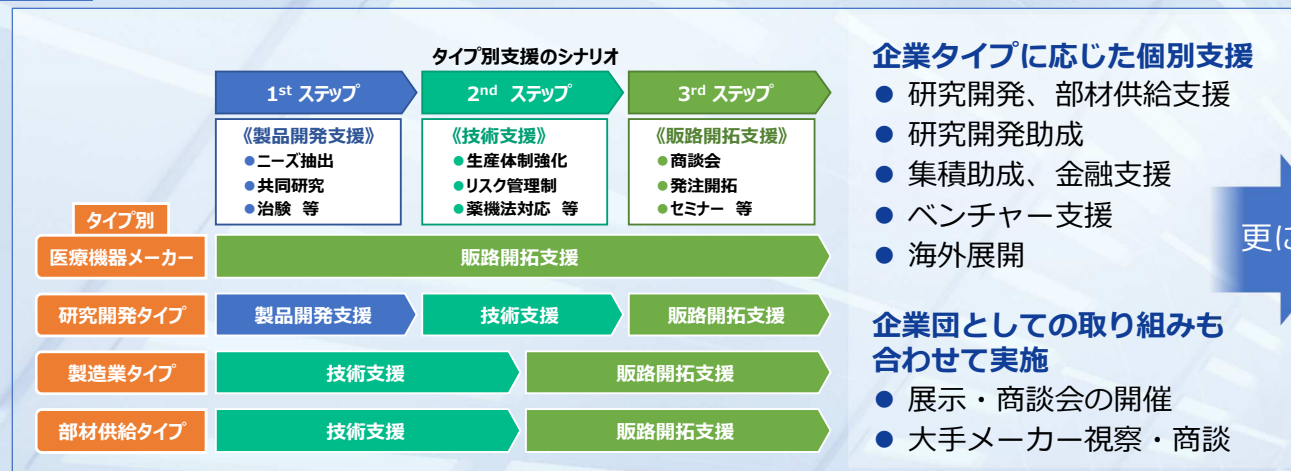 タイプ別支援のシナリオ
1st ステップ
2nd ステップ
3rd ステップ
《製品開発支援》
●ニーズ抽出
●共同研究
●治験 等
《技術支援》
●生産体制強化
●リスク管理制
●薬機法対応 等
《販路開拓支援》
●商談会
●発注開拓
●セミナー 等
タイプ別
医療機器メーカー
販路開拓支援
研究開発タイプ
製品開発支援
技術支援
販路開拓支援
製造業タイプ
技術支援
販路開拓支援
部材供給タイプ
技術支援
販路開拓支援
企業タイプに応じた個別支援
● 研究開発、部材供給支援
● 研究開発助成
● 集積助成、金融支援
● ベンチャー支援
● 海外展開
企業団としての取り組みも
合わせて実施
● 展示・商談会の開催
● 大手メーカー視察・商談
更に